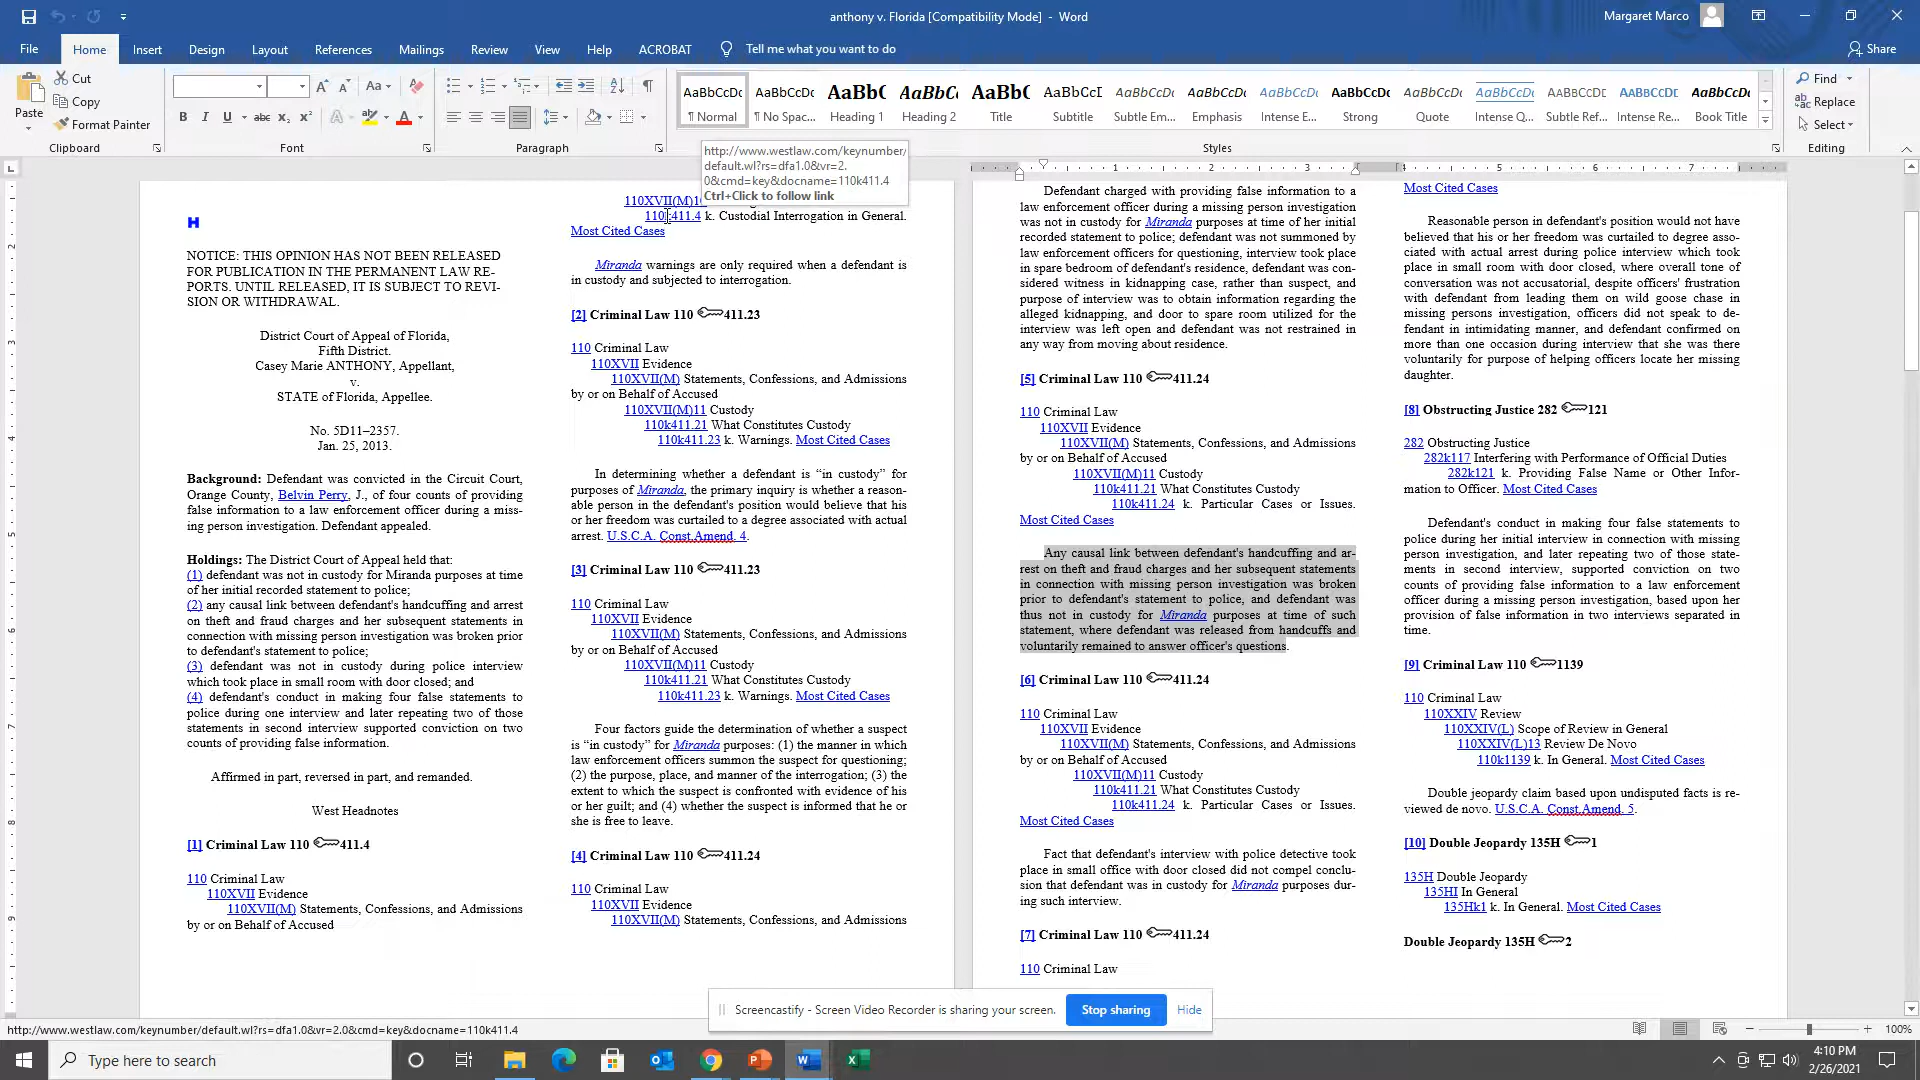 anthony v. Florida [Compatibility Mode] - Word
Margaret Marco
File
Home
Insert
Design
Layout
References
Mailings
Review
View
Help
ACROBAT
Tell me what you want to do
Share
Paste
Cut
Copy
Format Painter
Clipboard
Font
Paragraph
AaBbCcDc
¶ Normal
AaBbCcDc
¶ No Spac...
AaBbC
Heading 1
AaBbC
Heading 2
AaBbC
Title
AaBbCcD
Subtitle
AaBbCcDc
Subtle Em...
AaBbCcDc
Emphasis
AaBbCcDc
Intense E...
AaBbCcDc
Strong
AaBbCcDc
Quote
AaBbCcDc
Intense Q...
AABBCCDC
Subtle Ref...
AABBCCDE
Intense Re...
AaBbCcDc
Book Title
Styles
Find
Replace
Select
Editing
http://www.westlaw.com/keynumber/
default.wl?rs=dfa1.0&vr=2.
0&cmd=key&docname=110k411.4
Ctrl+Click to follow link
H
NOTICE: THIS OPINION HAS NOT BEEN RELEASED
FOR PUBLICATION IN THE PERMANENT LAW RE-
PORTS. UNTIL RELEASED, IT IS SUBJECT TO REVI-
SION OR WITHDRAWAL.
District Court of Appeal of Florida,
Fifth District.
Casey Marie ANTHONY, Appellant,
v.
STATE of Florida, Appellee.
No. 5D11–2357.
Jan. 25, 2013.
Background: Defendant was convicted in the Circuit Court,
Orange County, Belvin Perry, J., of four counts of providing
false information to a law enforcement officer during a miss-
ing person investigation. Defendant appealed.
Holdings: The District Court of Appeal held that:
(1) defendant was not in custody for Miranda purposes at time
of her initial recorded statement to police;
(2) any causal link between defendant's handcuffing and arrest
on theft and fraud charges and her subsequent statements in
connection with missing person investigation was broken prior
to defendant's statement to police;
(3) defendant was not in custody during police interview
which took place in small room with door closed; and
(4) defendant's conduct in making four false statements to
police during one interview and later repeating two of those
statements in second interview supported conviction on two
counts of providing false information.
Affirmed in part, reversed in part, and remanded.
West Headnotes
[1] Criminal Law 110 411.4
110 Criminal Law
110XVII Evidence
110XVII(M) Statements, Confessions, and Admissions
by or on Behalf of Accused
110XVII(M)1
110k411.4 k. Custodial Interrogation in General.
Most Cited Cases
Miranda warnings are only required when a defendant is
in custody and subjected to interrogation.
[2] Criminal Law 110 411.23
110 Criminal Law
110XVII Evidence
110XVII(M) Statements, Confessions, and Admissions
by or on Behalf of Accused
110XVII(M)11 Custody
110k411.21 What Constitutes Custody
110k411.23 k. Warnings. Most Cited Cases
In determining whether a defendant is “in custody” for
purposes of Miranda, the primary inquiry is whether a reason-
able person in the defendant's position would believe that his
or her freedom was curtailed to a degree associated with actual
arrest. U.S.C.A. Const.Amend. 4.
[3] Criminal Law 110 411.23
110 Criminal Law
110XVII Evidence
110XVII(M) Statements, Confessions, and Admissions
by or on Behalf of Accused
110XVII(M)11 Custody
110k411.21 What Constitutes Custody
110k411.23 k. Warnings. Most Cited Cases
Four factors guide the determination of whether a suspect
is “in custody” for Miranda purposes: (1) the manner in which
law enforcement officers summon the suspect for questioning;
(2) the purpose, place, and manner of the interrogation; (3) the
extent to which the suspect is confronted with evidence of his
or her guilt; and (4) whether the suspect is informed that he or
she is free to leave.
[4] Criminal Law 110 411.24
110 Criminal Law
110XVII Evidence
110XVII(M) Statements, Confessions, and Admissions
Defendant charged with providing false information to a
law enforcement officer during a missing person investigation
was not in custody for Miranda purposes at time of her initial
recorded statement to police; defendant was not summoned by
law enforcement officers for questioning, interview took place
in spare bedroom of defendant's residence, defendant was con-
sidered witness in kidnapping case, rather than suspect, and
purpose of interview was to obtain information regarding the
alleged kidnapping, and door to spare room utilized for the
interview was left open and defendant was not restrained in
any way from moving about residence.
[5] Criminal Law 110 411.24
110 Criminal Law
110XVII Evidence
110XVII(M) Statements, Confessions, and Admissions
by or on Behalf of Accused
110XVII(M)11 Custody
110k411.21 What Constitutes Custody
110k411.24 k. Particular Cases or Issues.
Most Cited Cases
Any causal link between defendant's handcuffing and ar-
rest on theft and fraud charges and her subsequent statements
in connection with missing person investigation was broken
prior to defendant's statement to police, and defendant was
thus not in custody for Miranda purposes at time of such
statement, where defendant was released from handcuffs and
voluntarily remained to answer officer's questions.
[6] Criminal Law 110 411.24
110 Criminal Law
110XVII Evidence
110XVII(M) Statements, Confessions, and Admissions
by or on Behalf of Accused
110XVII(M)11 Custody
110k411.21 What Constitutes Custody
110k411.24 k. Particular Cases or Issues.
Most Cited Cases
Fact that defendant's interview with police detective took
place in small office with door closed did not compel conclu-
sion that defendant was in custody for Miranda purposes dur-
ing such interview.
[7] Criminal Law 110 411.24
110 Criminal Law
Most Cited Cases
Reasonable person in defendant's position would not have
believed that his or her freedom was curtailed to degree asso-
ciated with actual arrest during police interview which took
place in small room with door closed, where overall tone of
conversation was not accusatorial, despite officers' frustration
with defendant from leading them on wild goose chase in
missing persons investigation, officers did not speak to de-
fendant in intimidating manner, and defendant confirmed on
more than one occasion during interview that she was there
voluntarily for purpose of helping officers locate her missing
daughter.
[8] Obstructing Justice 282 121
282 Obstructing Justice
282k117 Interfering with Performance of Official Duties
282k121 k. Providing False Name or Other Infor-
mation to Officer. Most Cited Cases
Defendant's conduct in making four false statements to
police during her initial interview in connection with missing
person investigation, and later repeating two of those state-
ments in second interview, supported conviction on two
counts of providing false information to a law enforcement
officer during a missing person investigation, based upon her
provision of false information in two interviews separated in
time.
[9] Criminal Law 110 1139
110 Criminal Law
110XXIV Review
110XXIV(L) Scope of Review in General
110XXIV(L)13 Review De Novo
110k1139 k. In General. Most Cited Cases
Double jeopardy claim based upon undisputed facts is re-
viewed de novo. U.S.C.A. Const.Amend. 5.
[10] Double Jeopardy 135H 1
135H Double Jeopardy
135HI In General
135Hk1 k. In General. Most Cited Cases
Double Jeopardy 135H 2
Screencastify - Screen Video Recorder is sharing your screen.
Stop sharing
Hide
http://www.westlaw.com/keynumber/default.wl?rs=dfa1.0&vr=2.0&cmd=key&docname=110k411.4
100%
Type here to search
4:10 PM
2/26/2021